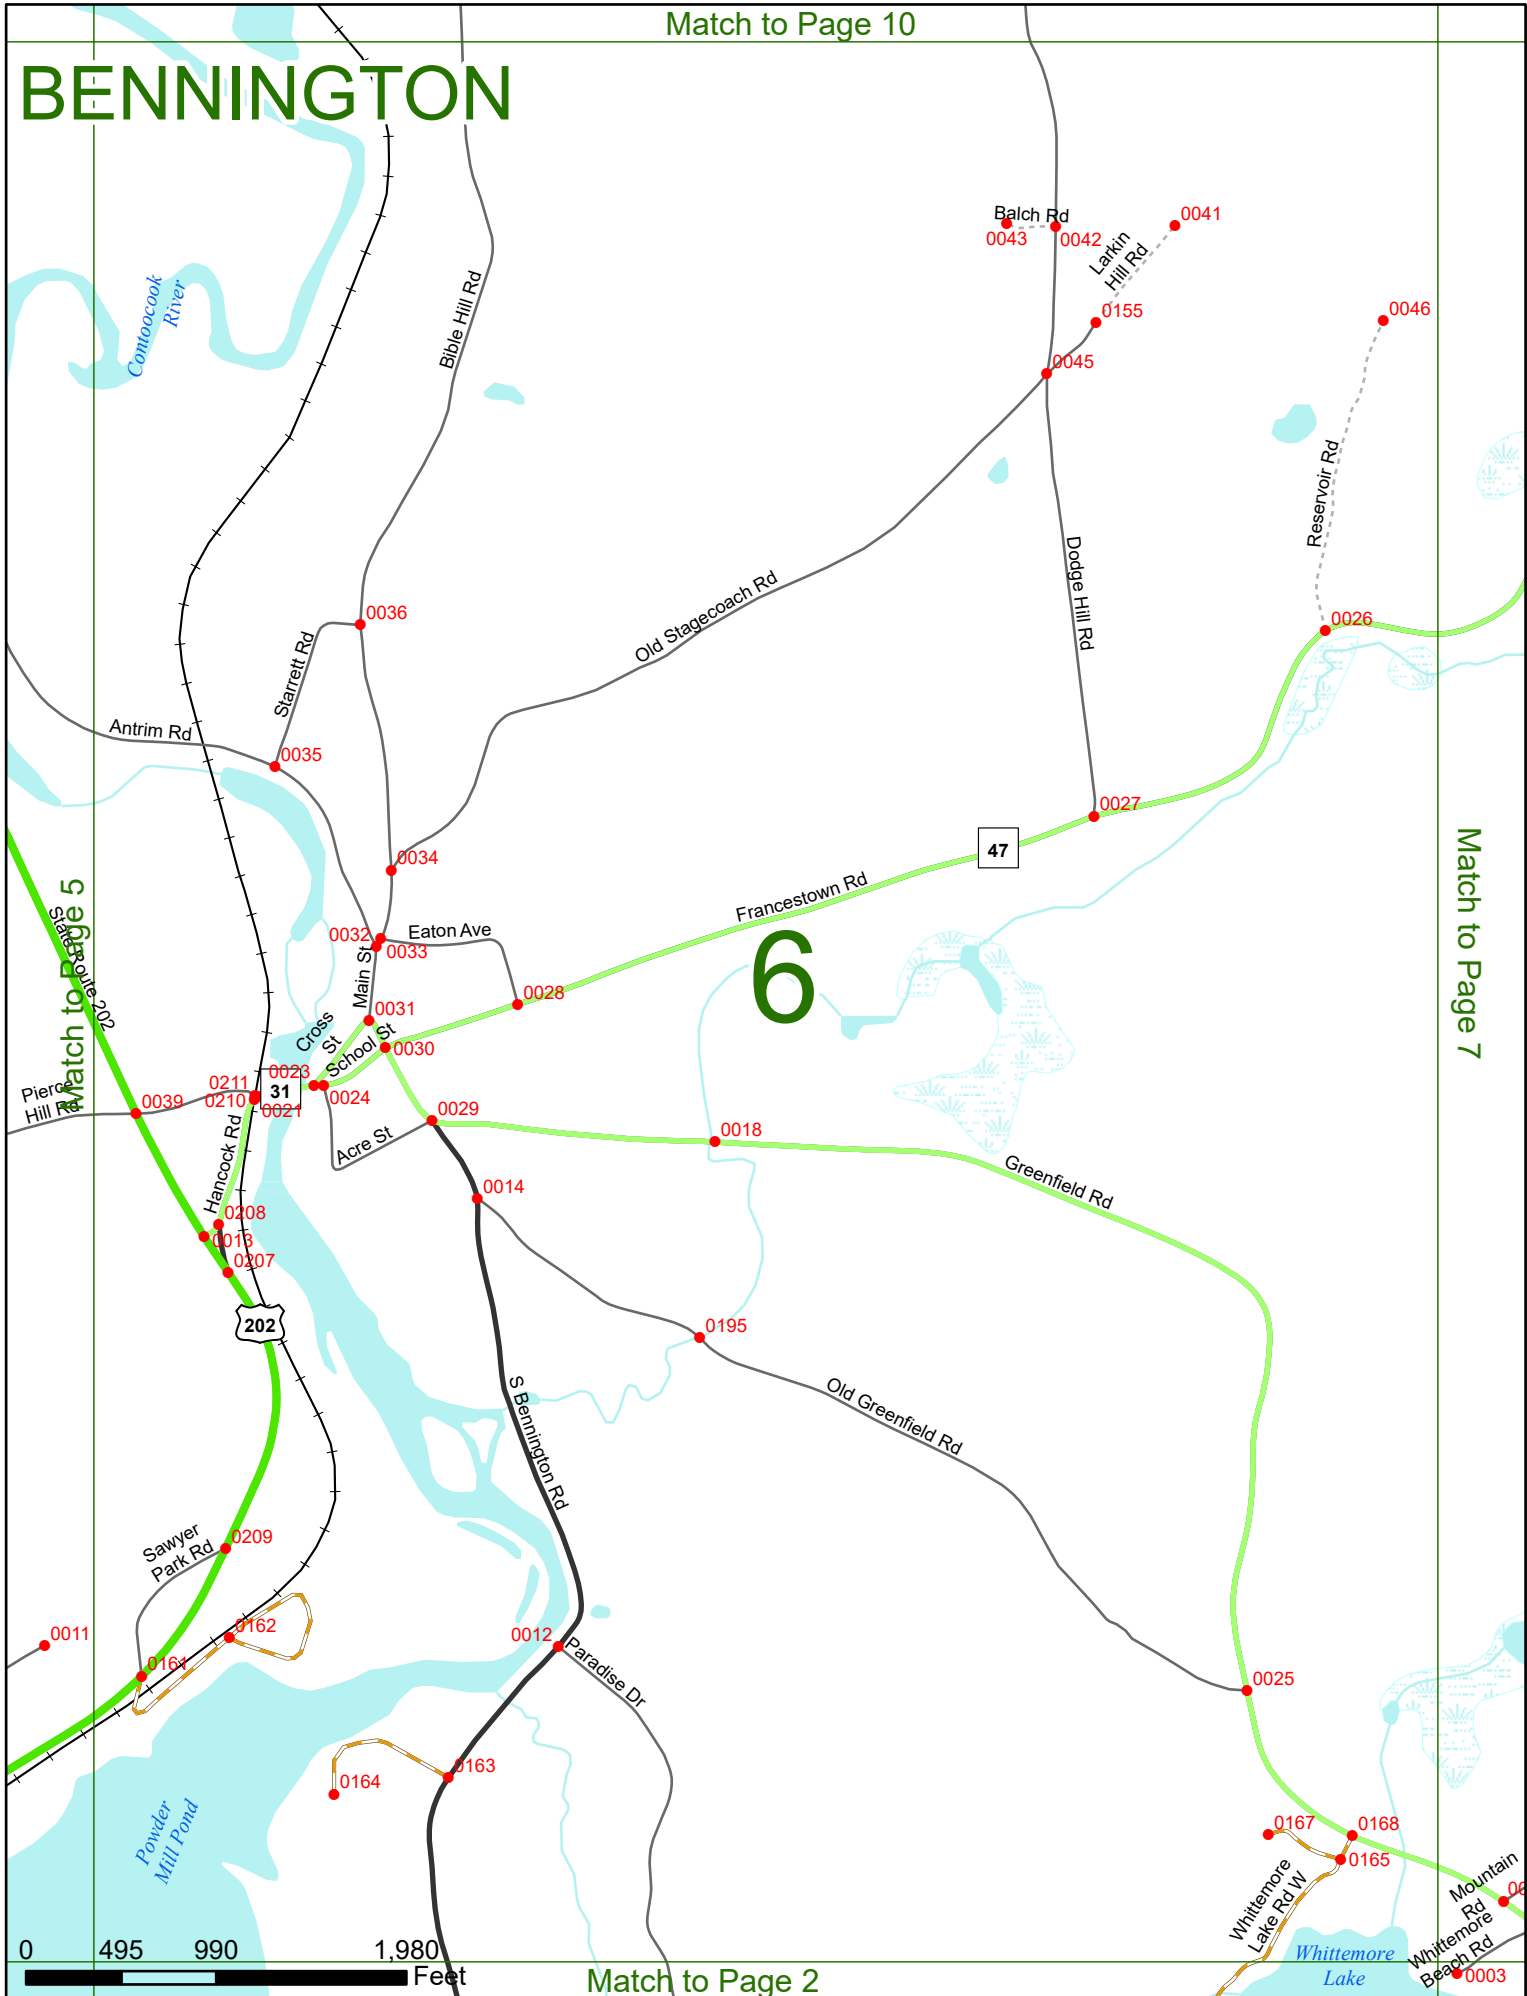 Match to Page 10
BENNINGTON
Balch Rd
0043
0042
0041
Larkin
Hill Rd
0155
0046
0045
Contoocook
River
Bible Hill Rd
Reservoir Rd
Dodge Hill Rd
Old Stagecoach Rd
0036
0026
Starrett Rd
Antrim Rd
0035
0027
47
0034
Francestown Rd
Match to Page 5
State Route 202
Match to Page 7
0032
0033
Eaton Ave
Main St
6
0028
0031
Cross
St
School St
0030
0023
0024
31
0211
0210
0021
Pierce
Hill Rd
0039
Hancock Rd
Acre St
0029
0018
Greenfield Rd
0014
0208
0013
0207
202
0195
S Bennington Rd
Old Greenfield Rd
Sawyer
Park Rd
0209
0011
0162
0161
0012
Paradise Dr
0025
0163
0164
Powder
Mill Pond
0167
0168
0165
Whittemore
Lake Rd W
Mountain
Rd
00
Whittemore
Beach Rd
0003
Whittemore
Lake
0 495 990 1,980
Feet
Match to Page 2